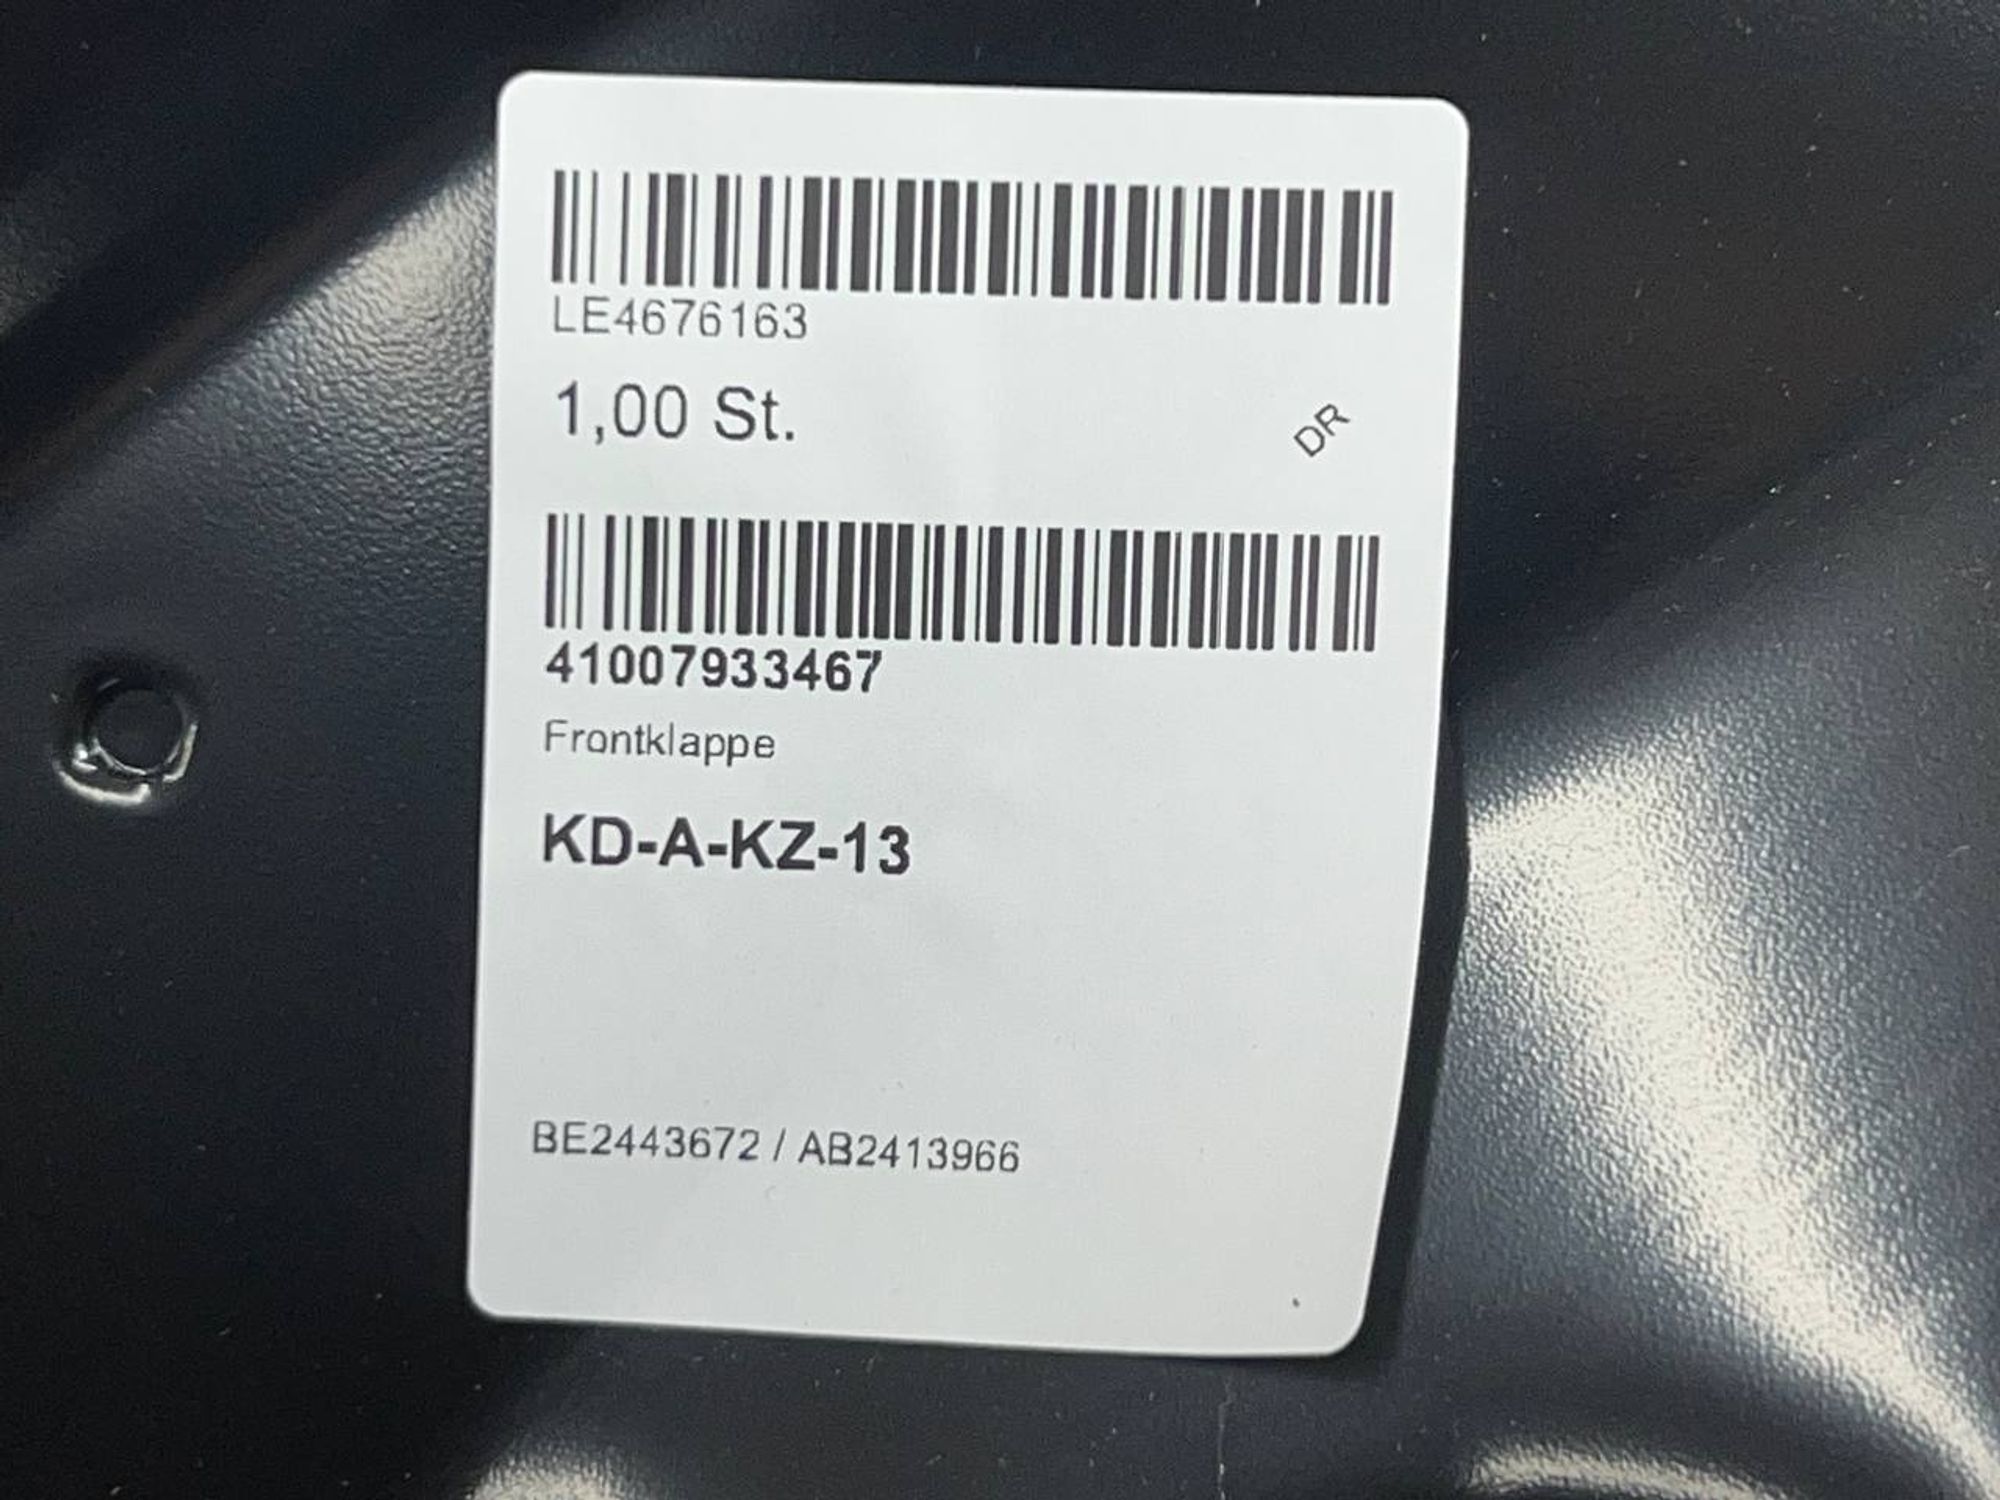 LE4676163
1,00 St.
DR
41007933467
Frontklappe
KD-A-KZ-13
BE2443672 / AB2413966